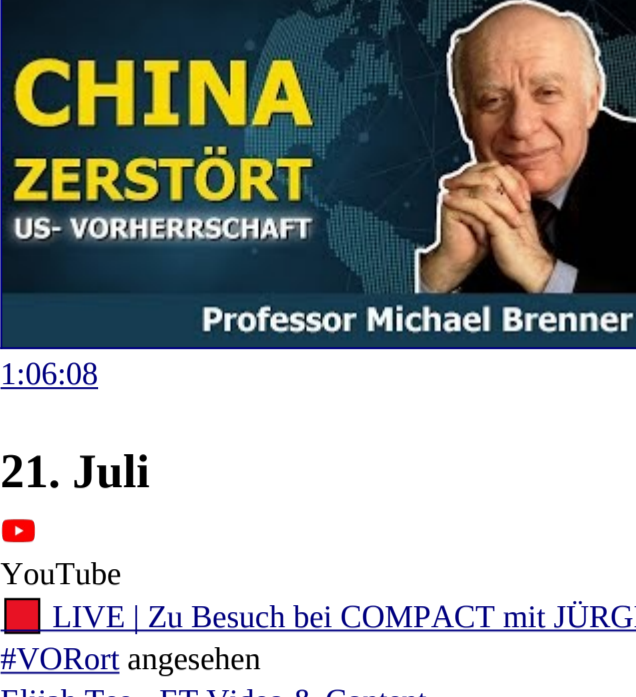 CHINA
ZERSTÖRT
US- VORHERRSCHAFT
Professor Michael Brenner
1:06:08
21. Juli
YouTube
LIVE | Zu Besuch bei COMPACT mit JÜRG
#VORort angesehen